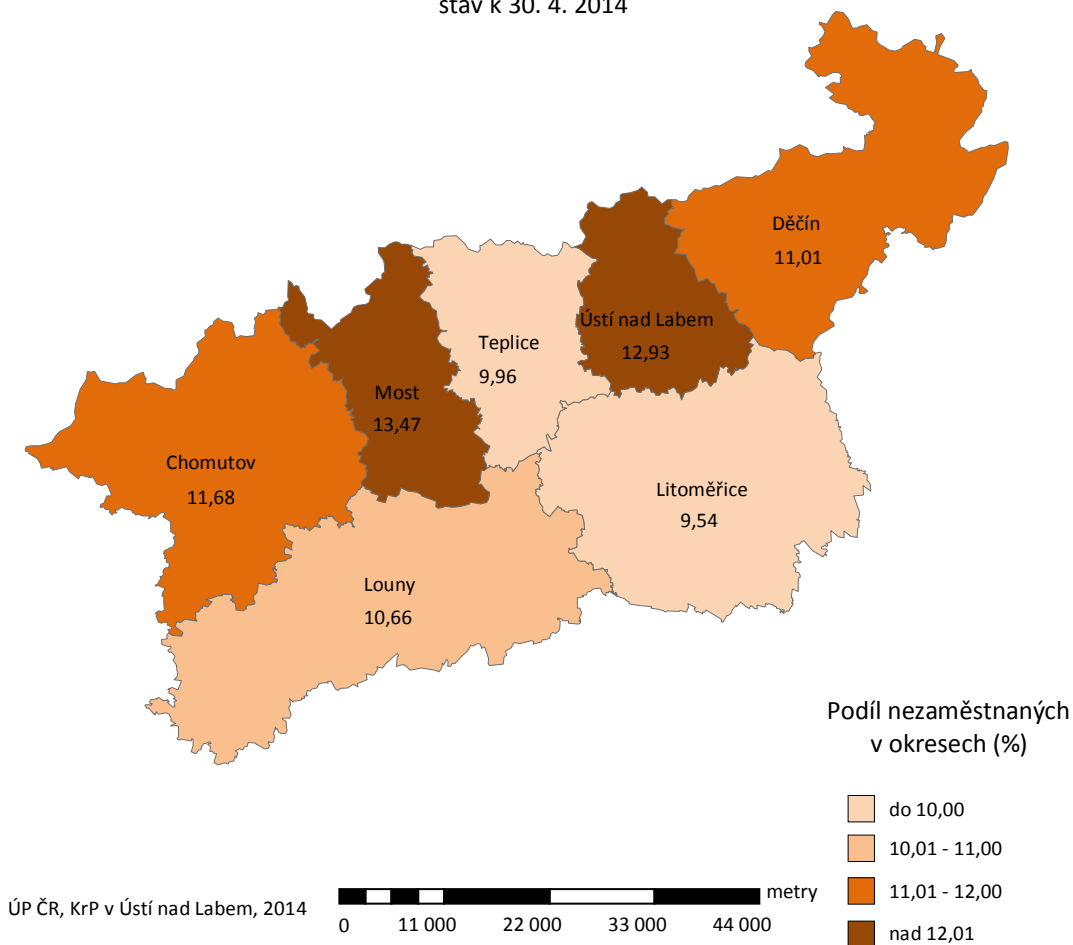 stav k 30. 4. 2014
Děčín
11,01
Ústí nad Labem
12,93
Teplice
9,96
Most
13,47
Chomutov
11,68
Litoměřice
9,54
Louny
10,66
Podíl nezaměstnaných
v okresech (%)
do 10,00
10,01 - 11,00
11,01 - 12,00
nad 12,01
ÚP ČR, KrP v Ústí nad Labem, 2014
metry
0 11 000 22 000 33 000 44 000